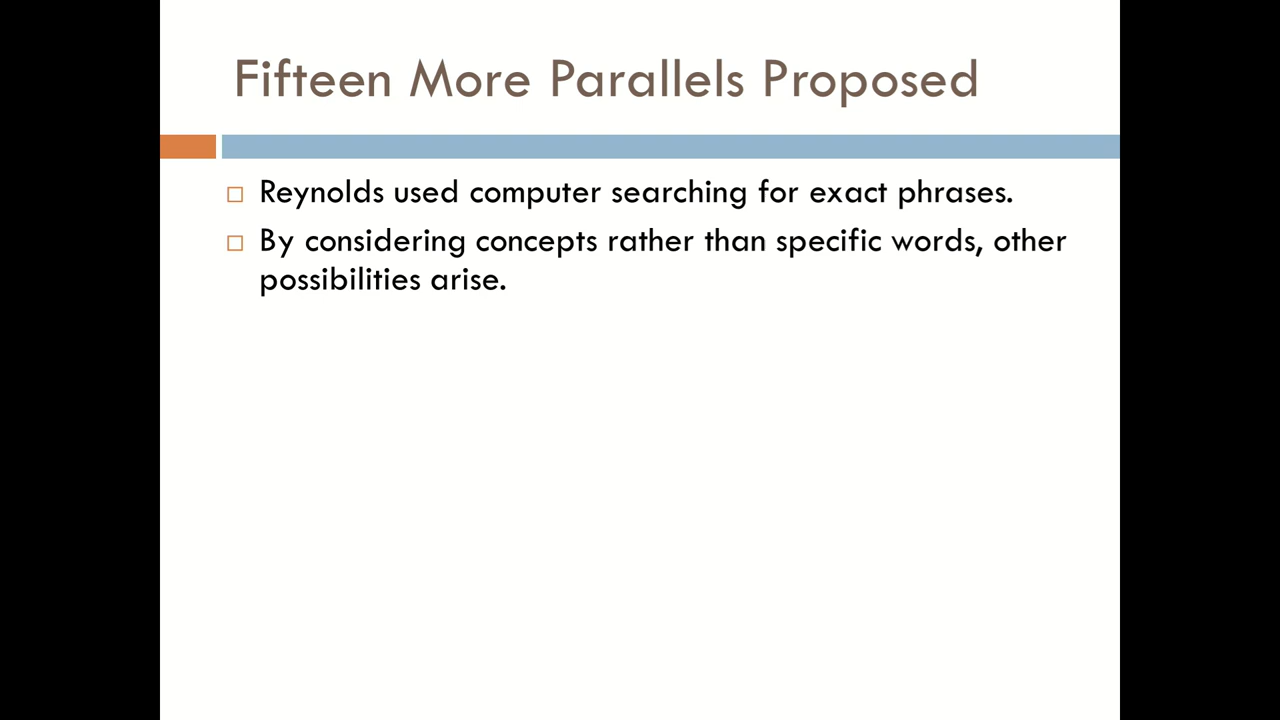 Fifteen More Parallels Proposed
Reynolds used computer searching for exact phrases.
By considering concepts rather than specific words, other
possibilities arise.